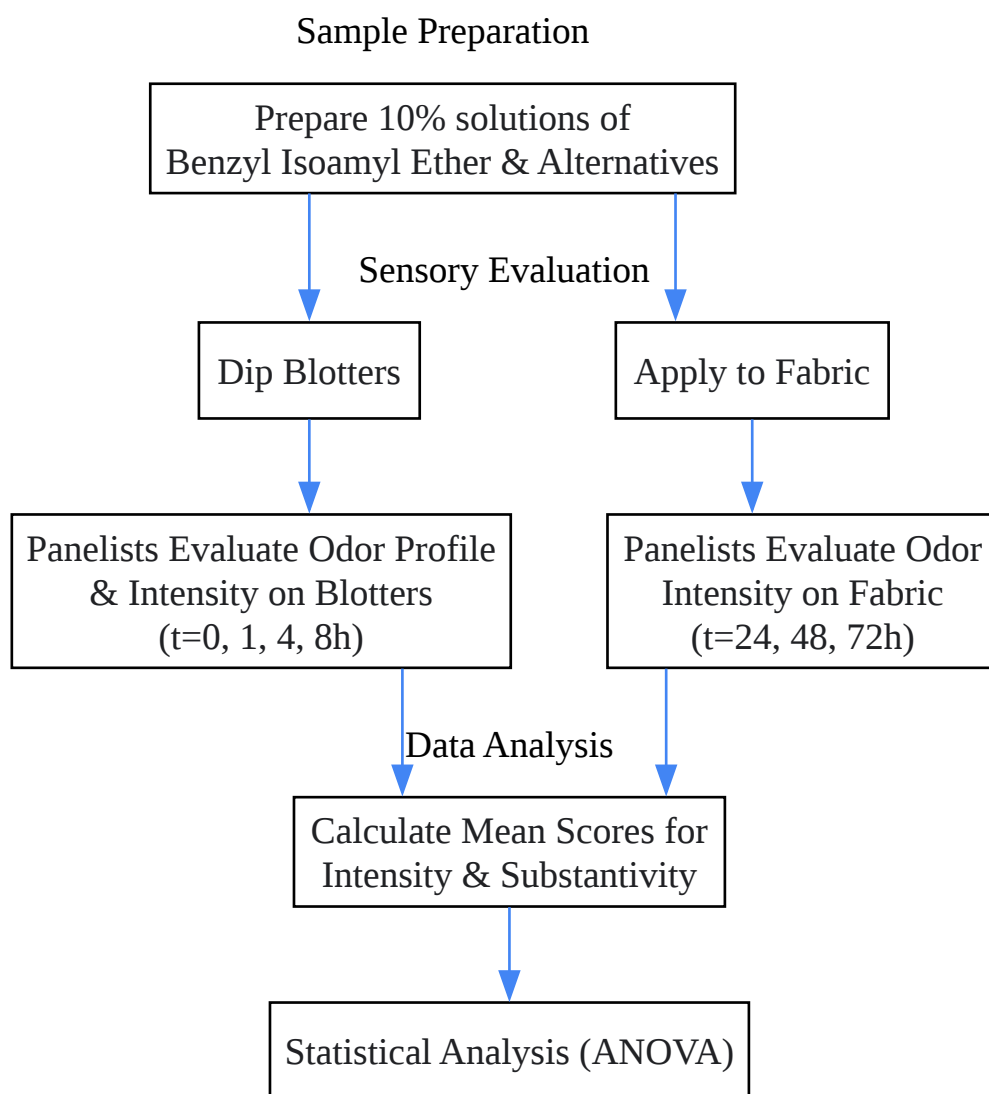 Sample Preparation
Prepare 10% solutions of
Benzyl Isoamyl Ether & Alternatives
Sensory Evaluation
Dip Blotters
Apply to Fabric
Panelists Evaluate Odor Profile
& Intensity on Blotters
(t=0, 1, 4, 8h)
Panelists Evaluate Odor
Intensity on Fabric
(t=24, 48, 72h)
Data Analysis
Calculate Mean Scores for
Intensity & Substantivity
Statistical Analysis (ANOVA)